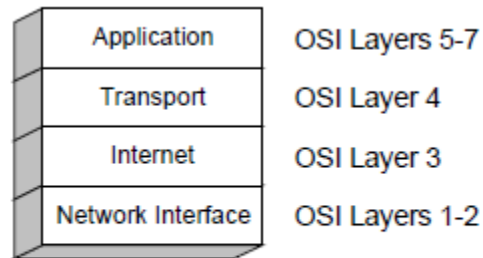 Application OSI Layers 5-7
Transport OSI Layer 4
Internet OSI Layer 3
Network Interface OSI Layers 1-2